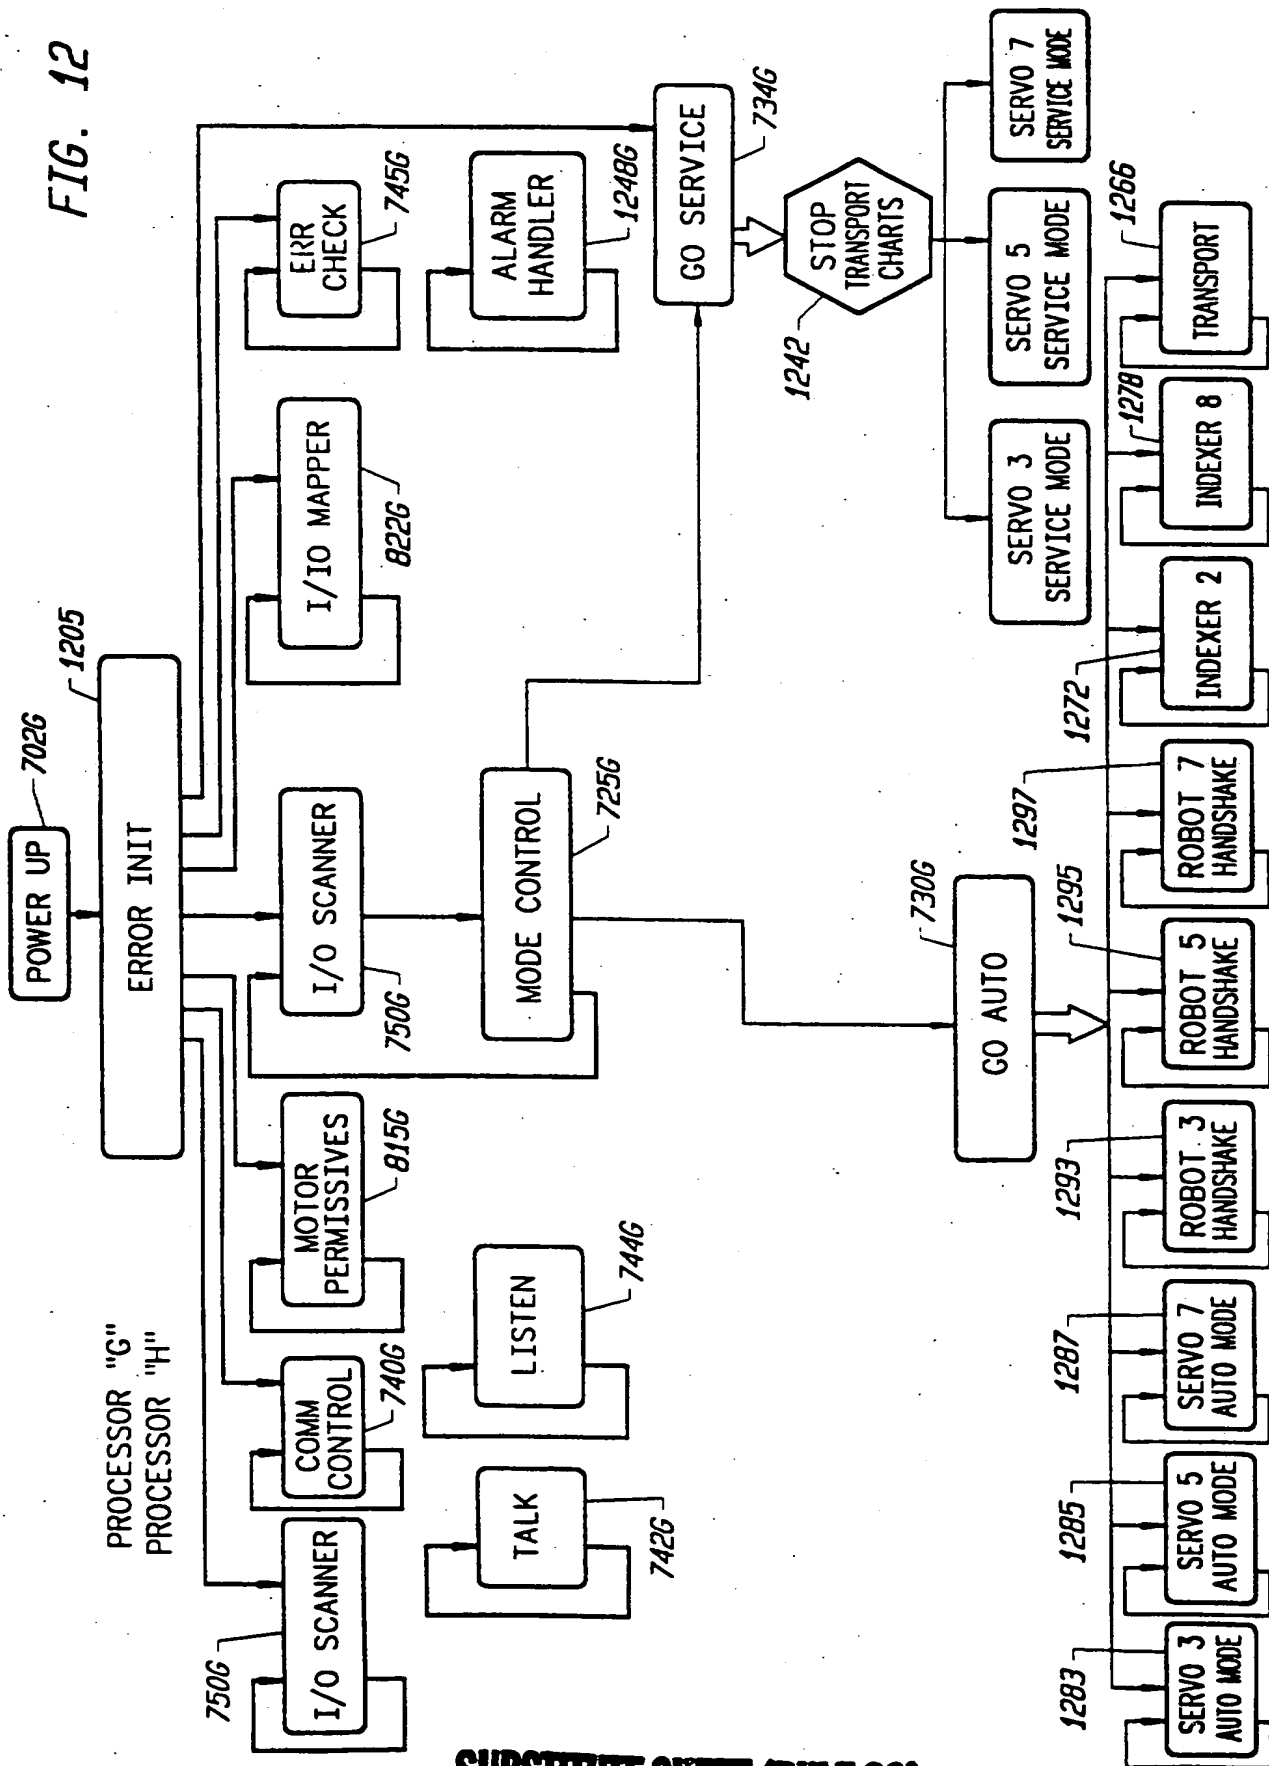 FIG. 12
PROCESSOR "G"
PROCESSOR "H"
POWER UP
702G
ERROR INIT
1205
I/O SCANNER
750G
COMM
CONTROL
740G
MOTOR
PERMISSIVES
815G
I/O SCANNER
750G
I/IO MAPPER
822G
ERR
CHECK
745G
TALK
742G
LISTEN
744G
MODE CONTROL
725G
ALARM
HANDLER
1248G
GO SERVICE
734G
STOP
TRANSPORT
CHARTS
1242
GO AUTO
730G
SERVO 3
SERVICE MODE
SERVO 5
SERVICE MODE
SERVO 7
SERVICE MODE
SERVO 3
AUTO MODE
1283
SERVO 5
AUTO MODE
1285
SERVO 7
AUTO MODE
1287
ROBOT 3
HANDSHAKE
1293
ROBOT 5
HANDSHAKE
1295
ROBOT 7
HANDSHAKE
1297
INDEXER 2
1272
INDEXER 8
1278
TRANSPORT
1266